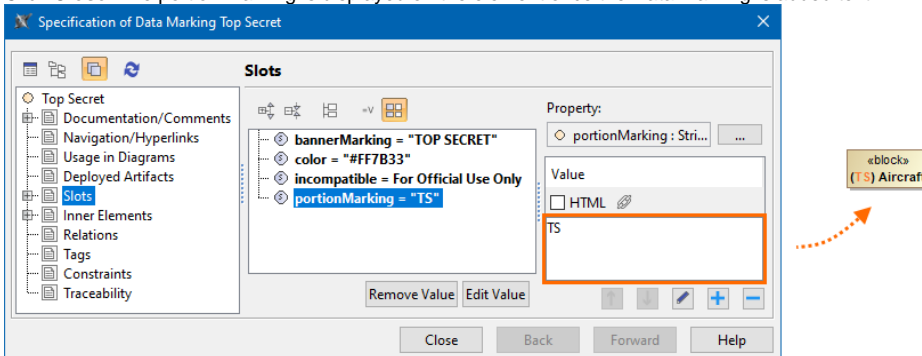 Specification of Data Marking Top Secret
Slots
Top Secret
Documentation/Comments
Navigation/Hyperlinks
Usage in Diagrams
Deployed Artifacts
Slots
Inner Elements
Relations
Tags
Constraints
Traceability
bannerMarking = "TOP SECRET"
color = "#FF7B33"
incompatible = For Official Use Only
portionMarking = "TS"
Remove Value Edit Value
Property:
portionMarking : Stri... ...
Value
HTML
TS
Close Back Forward Help
«block»
(TS) Aircraft